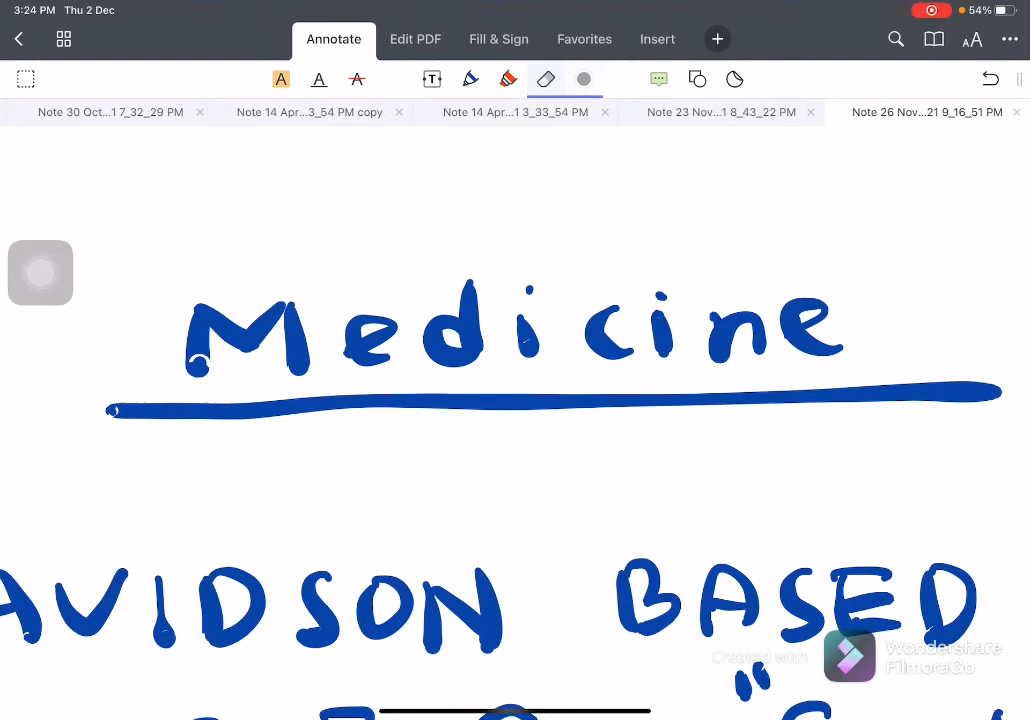 3:24 PM Thu 2 Dec 54%
Annotate Edit PDF Fill & Sign Favorites Insert
A A A T AA
Note 30 Oct...1 7_32_29 PM Note 14 Apr...3_54 PM copy Note 14 Apr...1 3_33_54 PM Note 23 Nov...1 8_43_22 PM Note 26 Nov...21 9_16_51 PM
Medicine
AVIDSON BASED
Created with Wondershare
FilmoraGo